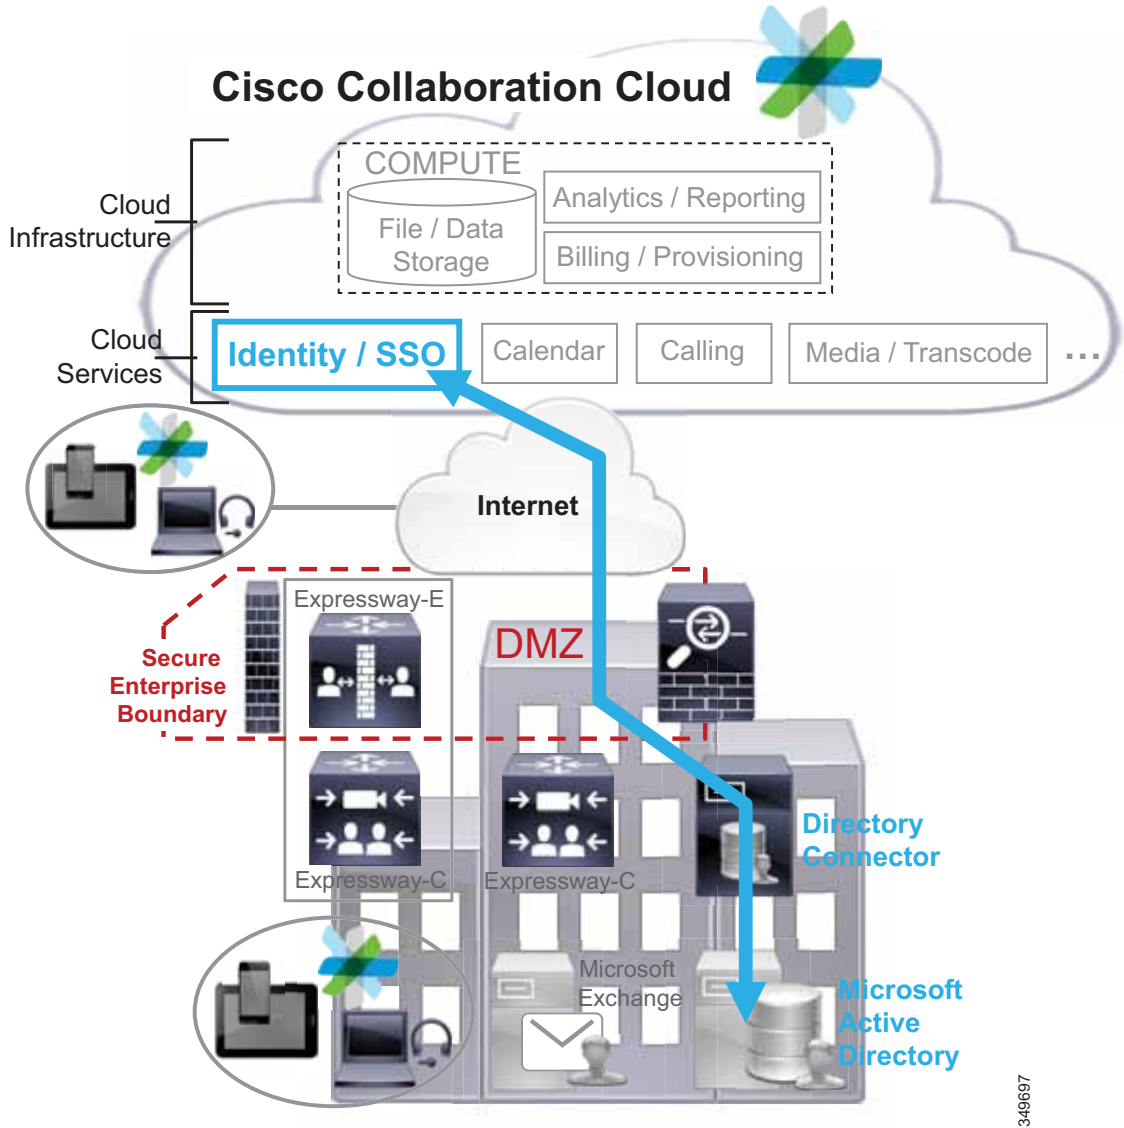 Cisco Collaboration Cloud
COMPUTE
Analytics / Reporting
Cloud
Infrastructure
File / Data
Storage
Billing / Provisioning
Cloud
Services
Identity / SSO
Calendar
Calling
Media / Transcode
...
Internet
Expressway-E
DMZ
Secure
Enterprise
Boundary
Directory
Connector
Expressway-C
Expressway-C
Microsoft
Exchange
Microsoft
Active
Directory
349697